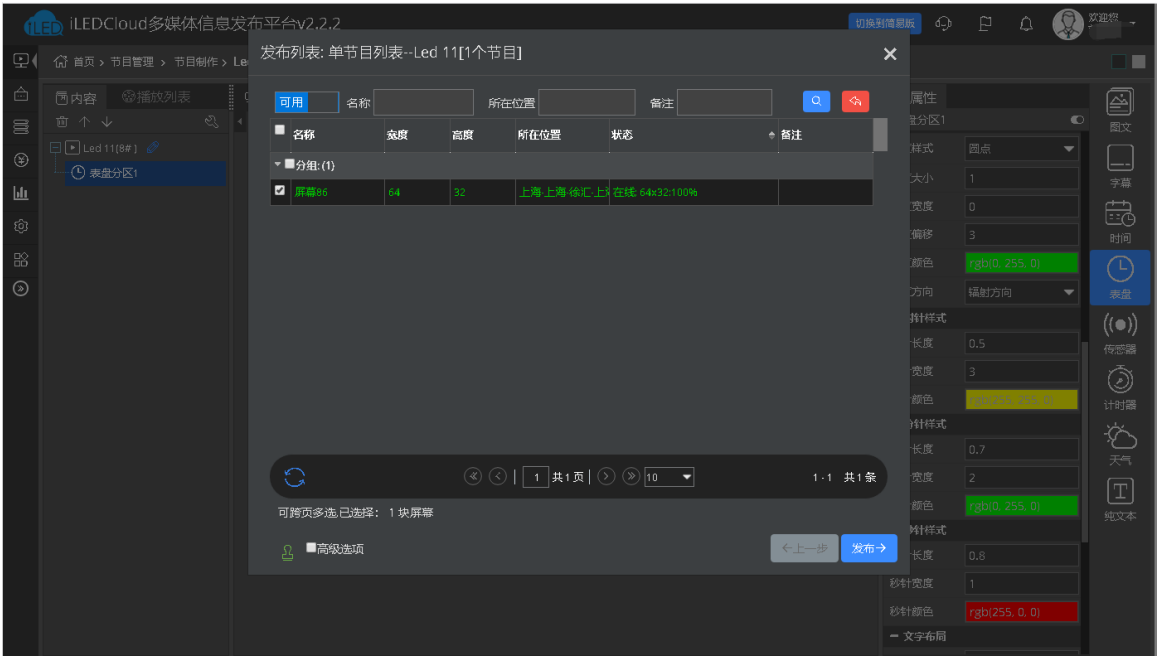 iLEDCloud多媒体信息发布平台v2.2.2
切换到简易版
欢迎您
首页 > 节目管理 > 节目制作 > Le
发布列表: 单节目列表--Led 11[1个节目]
内容 播放列表
属性
可用 名称 所在位置 备注
名称 宽度 高度 所在位置 状态 备注
分组: (1)
屏幕86 64 32 上海·上海·徐汇·上海 在线: 64x32:100%
Led 11(8# )
表盘分区1
盘分区1
样式 圆点
大小 1
宽度 0
偏移 3
颜色 rgb(0, 255, 0)
方向 辐射方向
时针样式
长度 0.5
宽度 3
颜色 rgb(255, 255, 0)
分针样式
长度 0.7
宽度 2
颜色 rgb(0, 255, 0)
秒针样式
长度 0.8
秒针宽度 1
秒针颜色 rgb(255, 0, 0)
文字布局
图文
字幕
时间
表盘
传感器
计时器
天气
纯文本
1 共1页 10 1 - 1 共1条
可跨页多选,已选择: 1 块屏幕
高级选项
←上一步 发布→